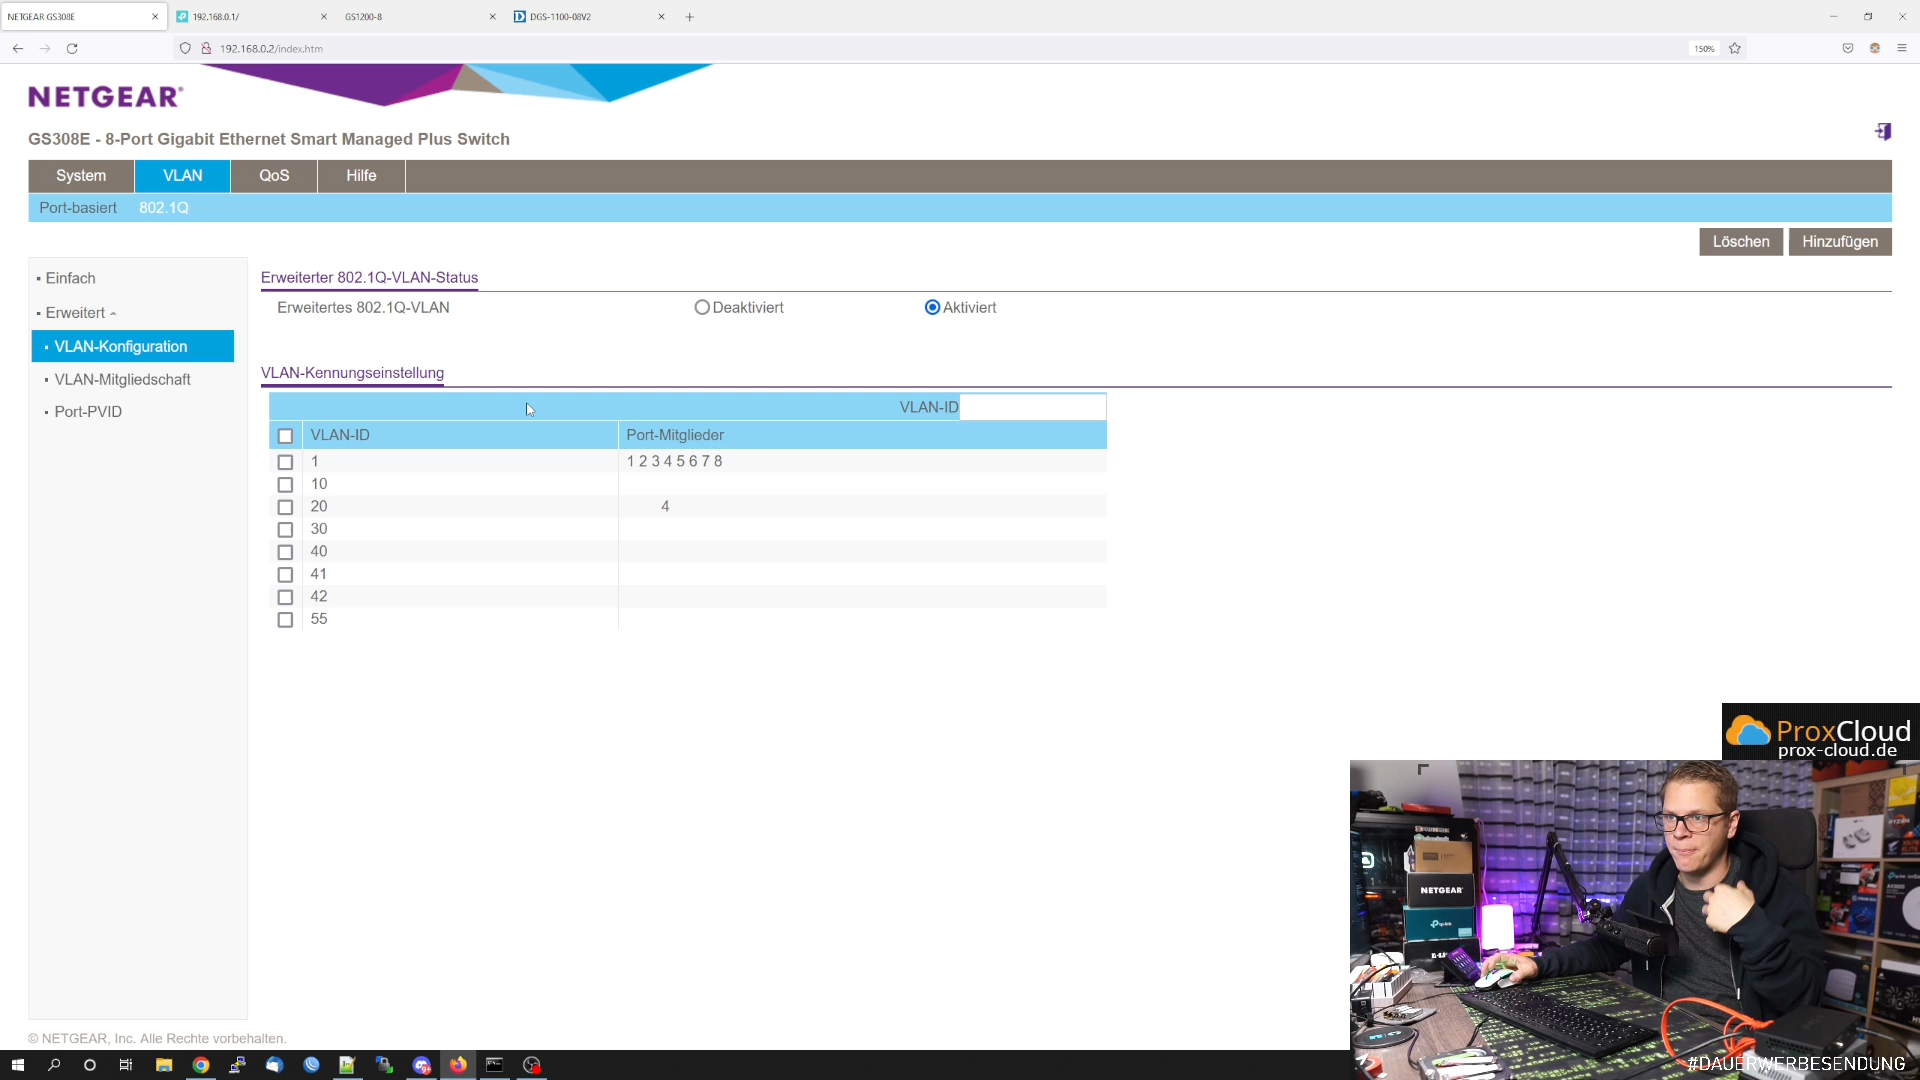 NETGEAR GS308E
192.168.0.1/
GS1200-8
DGS-1100-08V2
192.168.0.2/index.htm
150%
NETGEAR®
GS308E - 8-Port Gigabit Ethernet Smart Managed Plus Switch
System
VLAN
QoS
Hilfe
Port-basiert
802.1Q
Löschen
Hinzufügen
Einfach
Erweitert
VLAN-Konfiguration
VLAN-Mitgliedschaft
Port-PVID
Erweiterter 802.1Q-VLAN-Status
Erweitertes 802.1Q-VLAN
Deaktiviert
Aktiviert
VLAN-Kennungseinstellung
VLAN-ID
VLAN-ID Port-Mitglieder
1 1 2 3 4 5 6 7 8
10
20 4
30
40
41
42
55
ProxCloud
prox-cloud.de
NETGEAR
tp-link
RYZEN
#DAUERWERBESENDUNG
© NETGEAR, Inc. Alle Rechte vorbehalten.